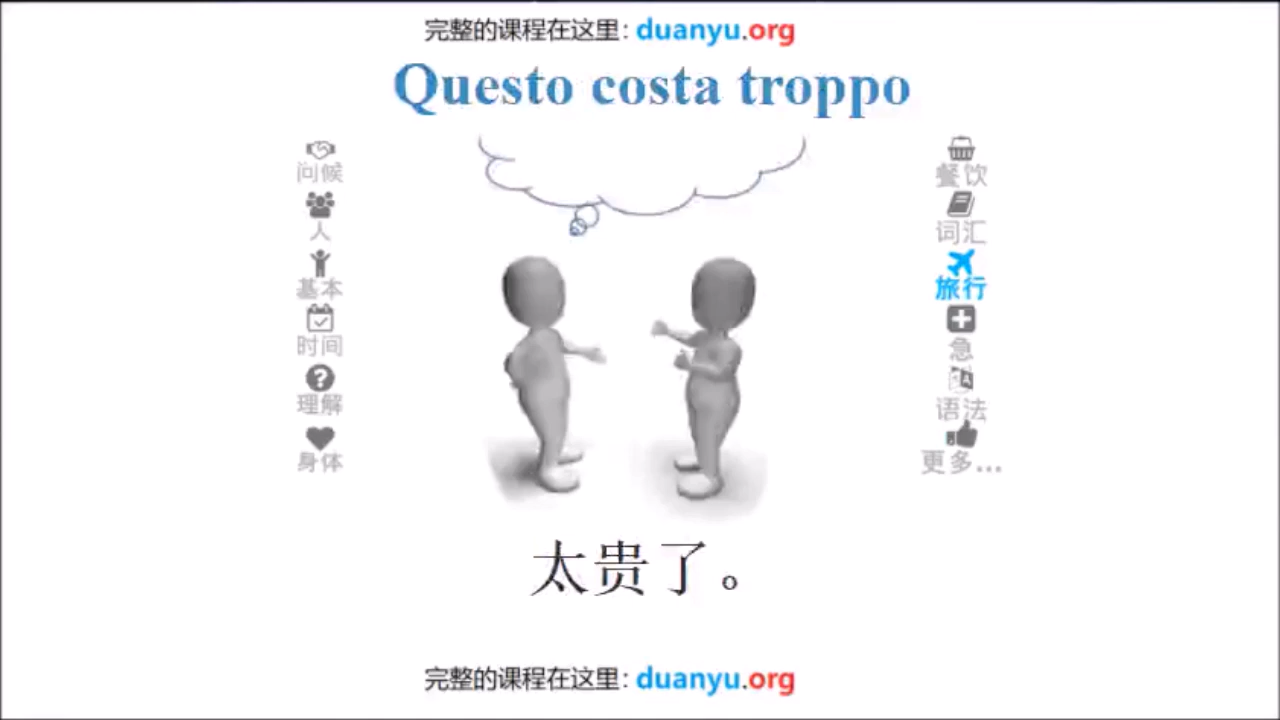 完整的课程在这里：duanyu.org
Questo costa troppo
问候
人
基本
时间
理解
身体
餐饮
词汇
旅行
急
语法
更多...
太贵了。
完整的课程在这里：duanyu.org